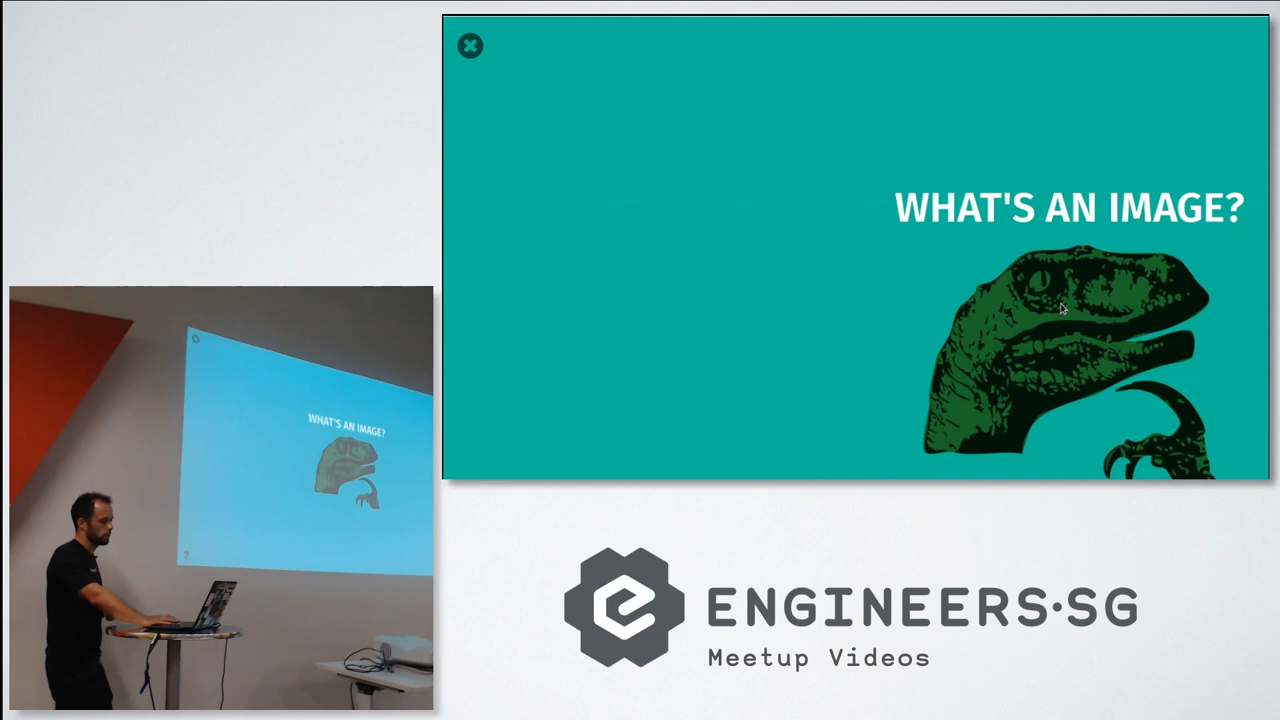 WHAT'S AN IMAGE?
WHAT'S AN IMAGE?
?
ENGINEERS·SG
Meetup Videos